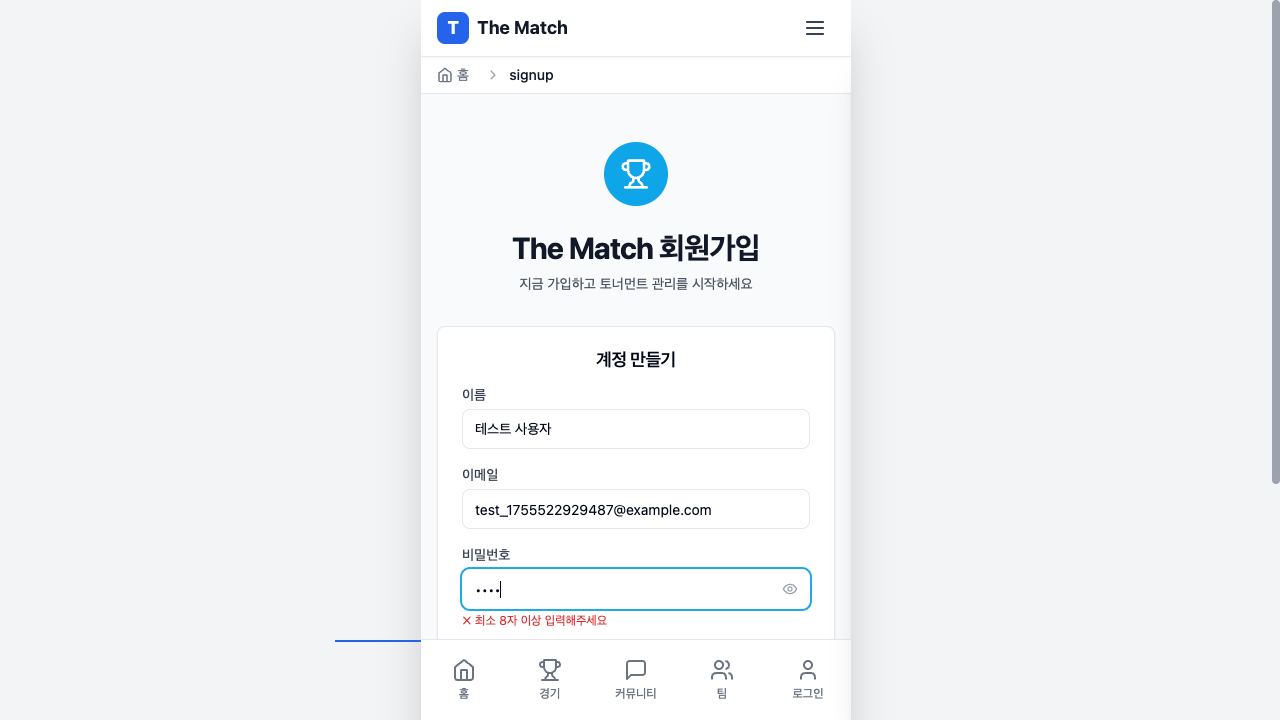 T The Match
홈 signup
The Match 회원가입
지금 가입하고 토너먼트 관리를 시작하세요
계정 만들기
이름
테스트 사용자
이메일
test_1755522929487@example.com
비밀번호
••••
× 최소 8자 이상 입력해주세요
홈 경기 커뮤니티 팀 로그인